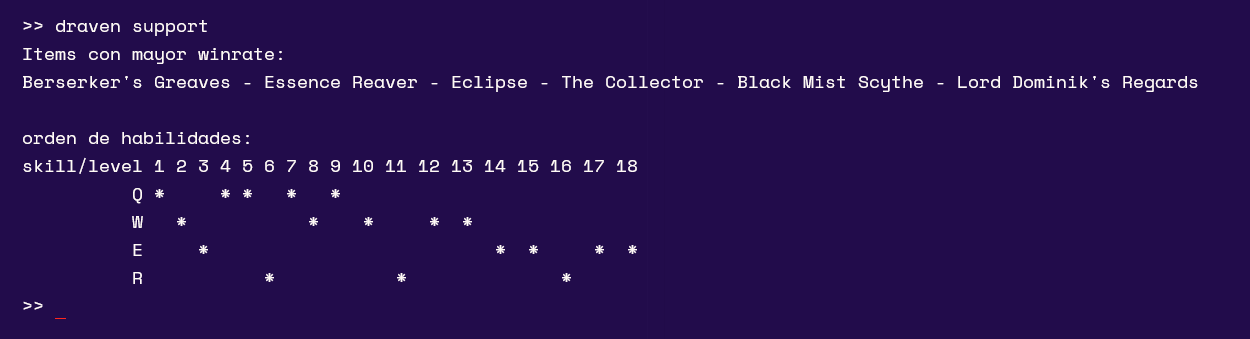 >> draven support
Items con mayor winrate:
Berserker's Greaves - Essence Reaver - Eclipse - The Collector - Black Mist Scythe - Lord Dominik's Regards
orden de habilidades:
skill/level 1 2 3 4 5 6 7 8 9 10 11 12 13 14 15 16 17 18
          Q *     * *   *   *
          W   *           *    *     *  *
          E     *                          *  *     *  *
          R           *           *              *
>> _